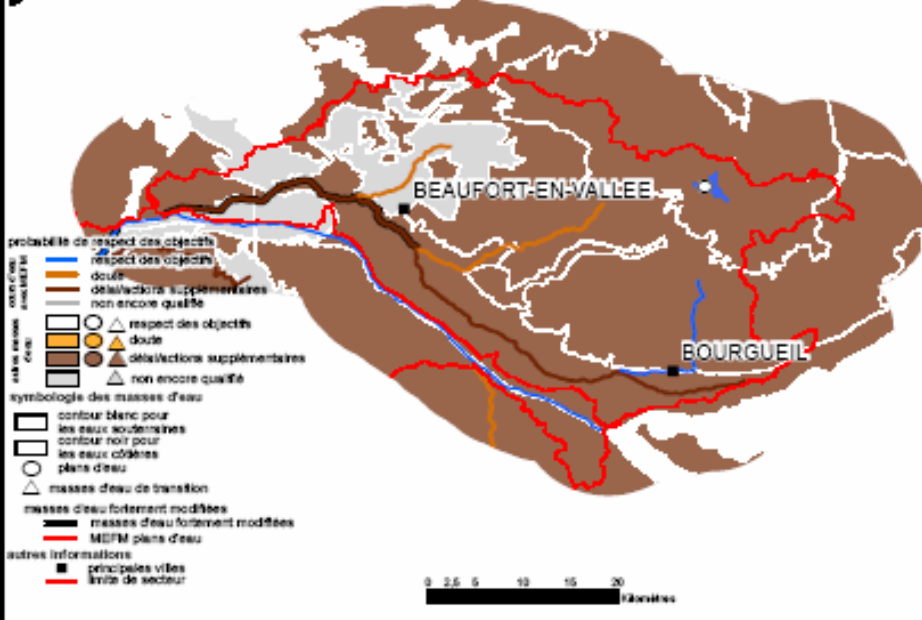 BEAUFORT-EN-VALLEE
BOURGUEIL
probabilité de respect des objectifs
respect des objectifs
doute
délai/actions supplémentaires
non encore qualifié
respect des objectifs
doute
délai/actions supplémentaires
non encore qualifié
symbologie des masses d'eau
contour blanc pour
les eaux souterraines
contour noir pour
les eaux côtières
plans d'eau
masses d'eau de transition
masses d'eau fortement modifiées
masses d'eau fortement modifiées
MEFM plans d'eau
autres informations
principales villes
limite de secteur
0 2,5 5 10 15 20
Kilomètres